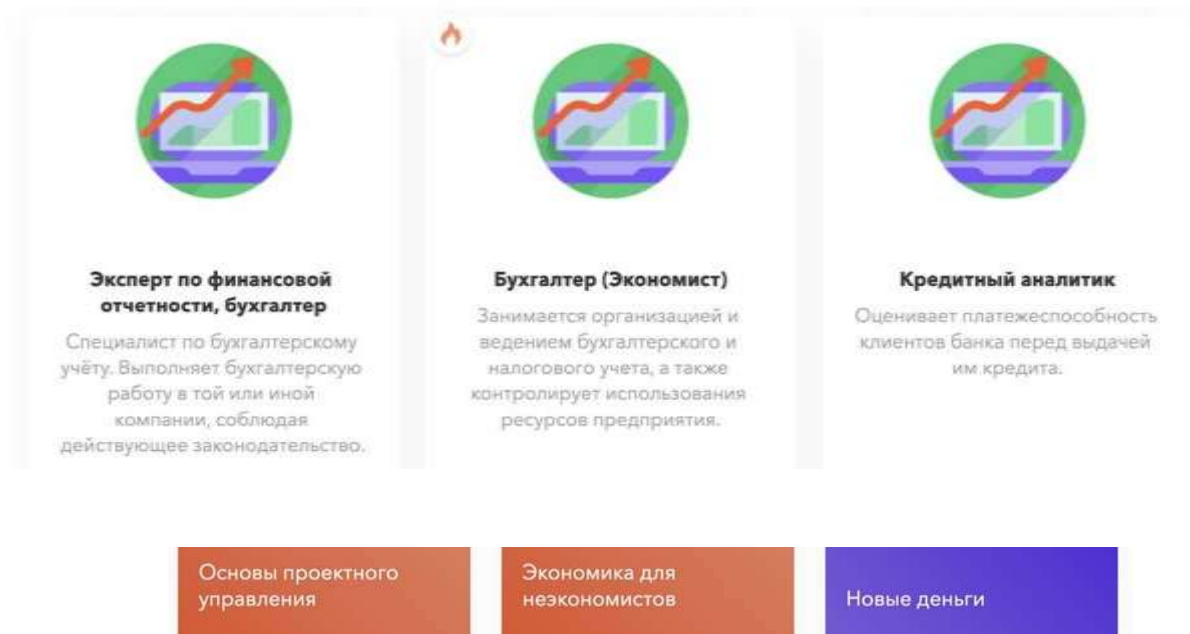 Эксперт по финансовой
отчетности, бухгалтер
Специалист по бухгалтерскому
учёту. Выполняет бухгалтерскую
работу в той или иной
компании, соблюдая
действующее законодательство.
Бухгалтер (Экономист)
Занимается организацией и
ведением бухгалтерского и
налогового учета, а также
контролирует использования
ресурсов предприятия.
Кредитный аналитик
Оценивает платежеспособность
клиентов банка перед выдачей
им кредита.
Основы проектного
управления
Экономика для
неэкономистов
Новые деньги